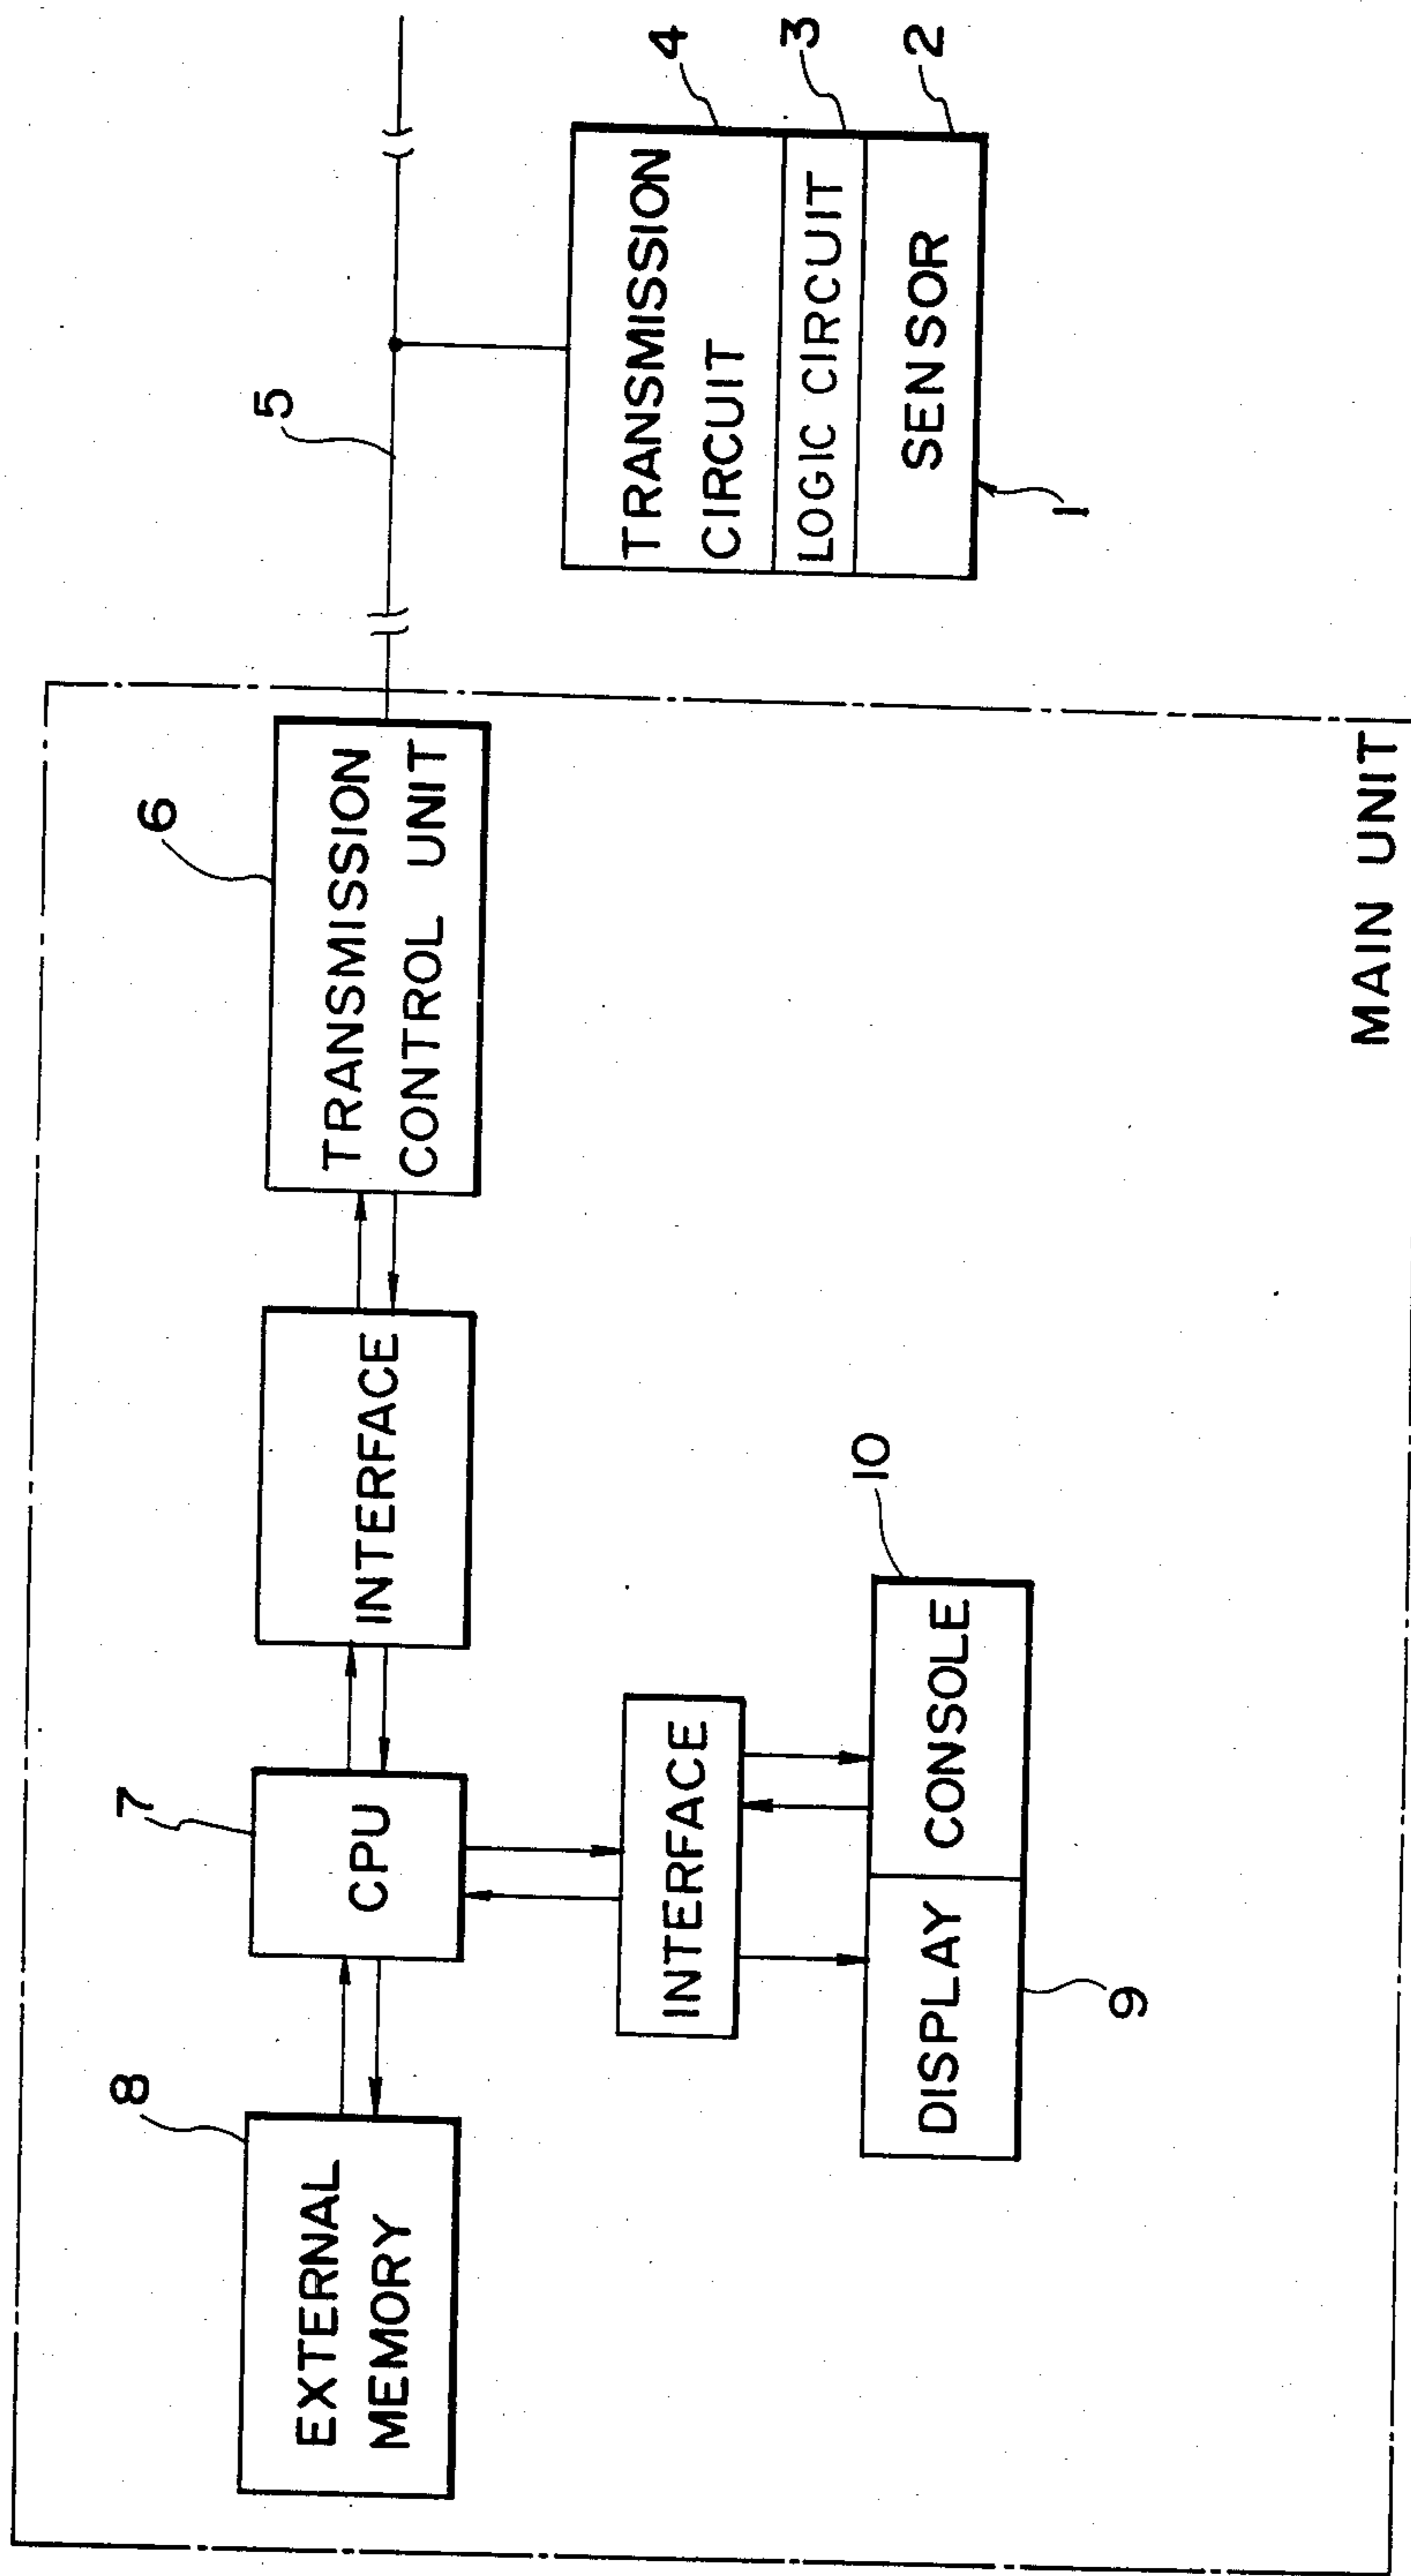 8
EXTERNAL
MEMORY
7
CPU
INTERFACE
6
TRANSMISSION
CONTROL UNIT
5
4
TRANSMISSION
CIRCUIT
3
LOGIC CIRCUIT
2
SENSOR
1
INTERFACE
10
DISPLAY
CONSOLE
9
MAIN UNIT